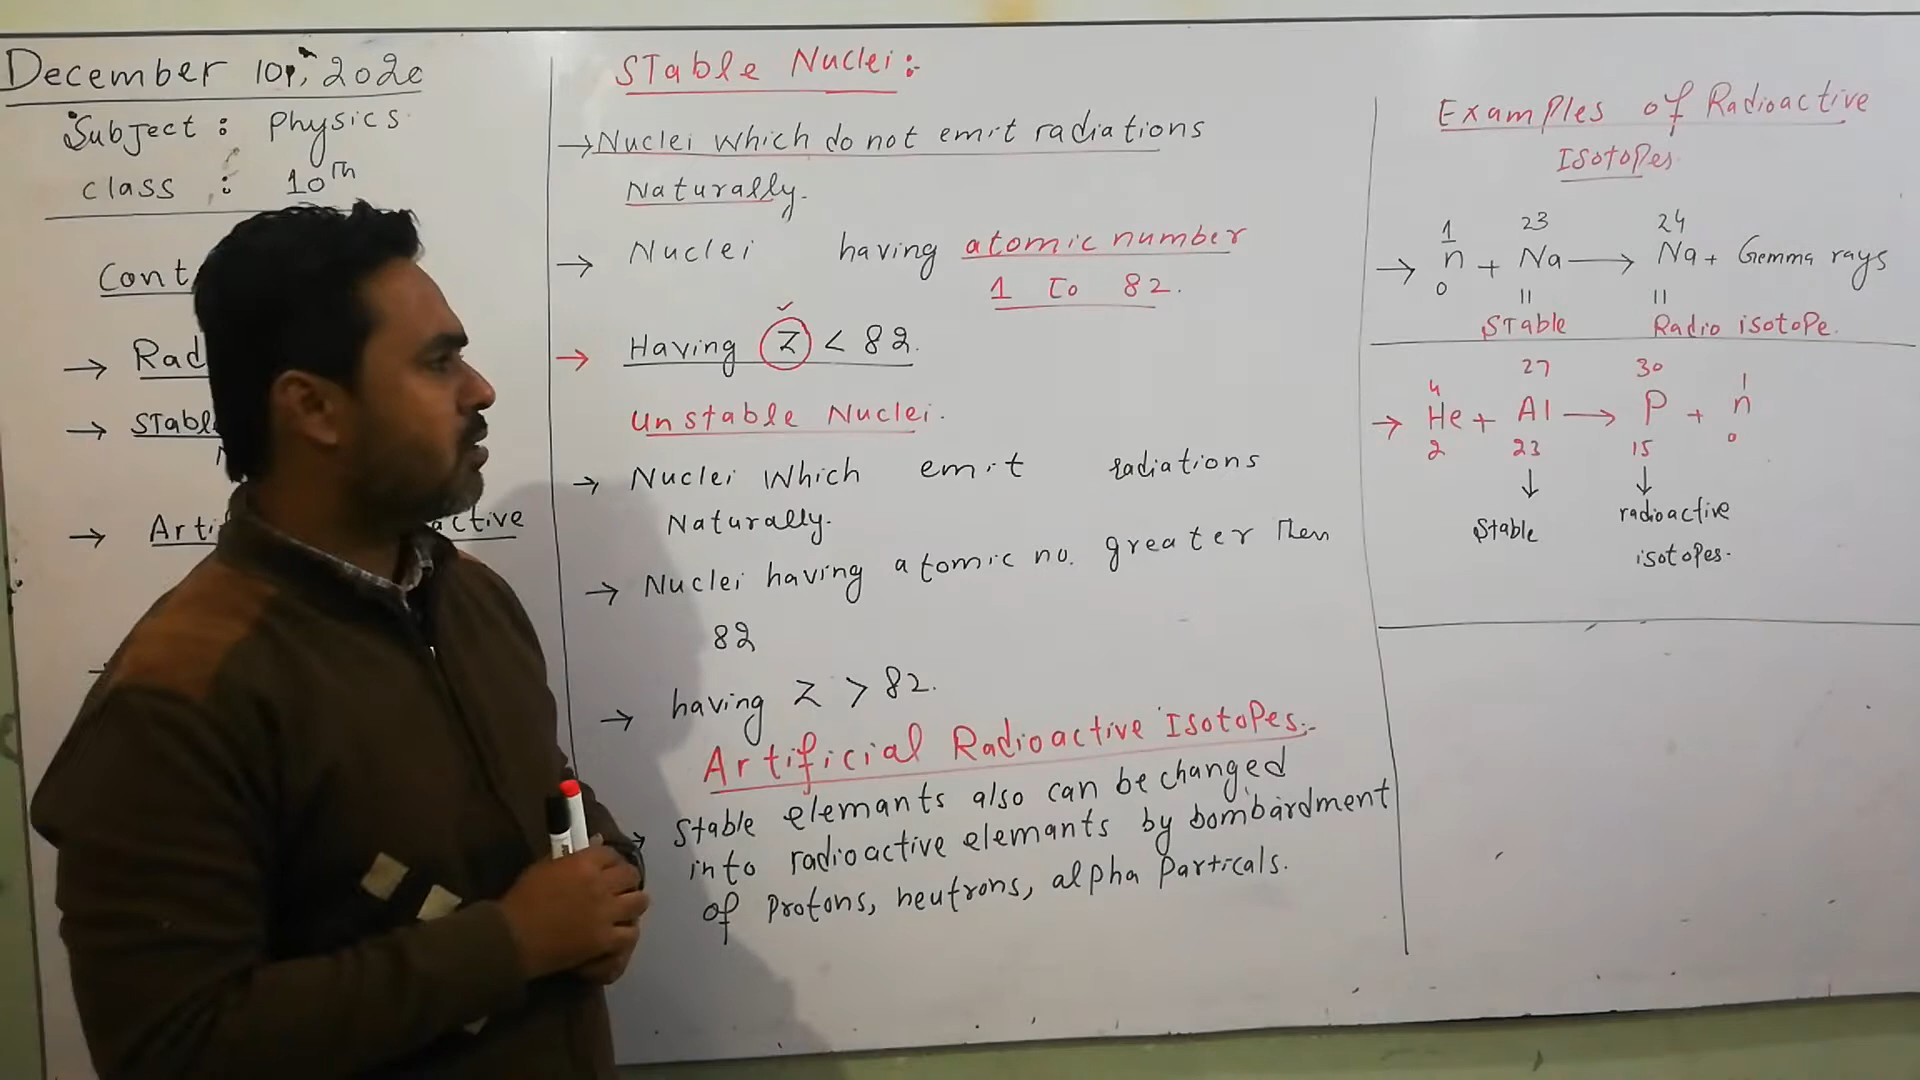 December 10, 2020
Subject : Physics
class : 10Th
Cont
→ Rad
→ STabl
→ Arti active
STable Nuclei:-
→ Nuclei Which do not emit radiations
Naturally.
→ Nuclei having atomic number
1 to 82.
→ Having Z < 82.
Unstable Nuclei.
→ Nuclei Which emit radiations
Naturally.
→ Nuclei having atomic no. greater Then
82
→ having Z > 82.
Artificial Radioactive Isotopes:-
Stable elemants also can be changed
into radioactive elemants by bombardment
of Protons, neutrons, alpha Particals.
Examples of Radioactive
Isotopes
1 23 24
→ n + Na → Na + Gemma rays
0 = =
STable Radio isotope.
4 27 30 1
→ He + Al → P + n
2 23 15 0
↓ ↓
Stable radioactive
isotopes.